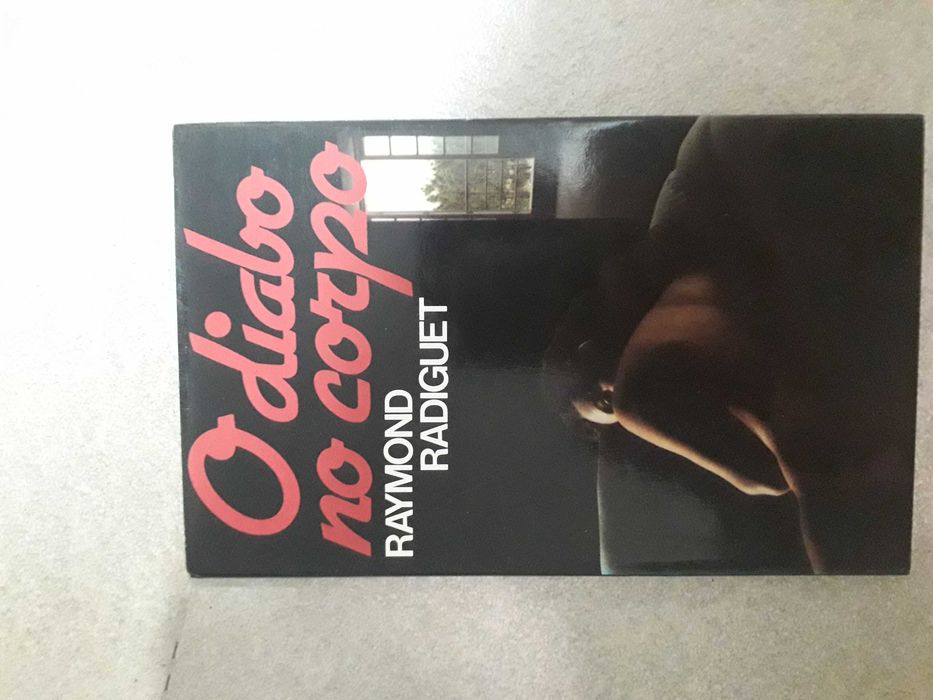 O diabo
no corpo
RAYMOND
RADIGUET